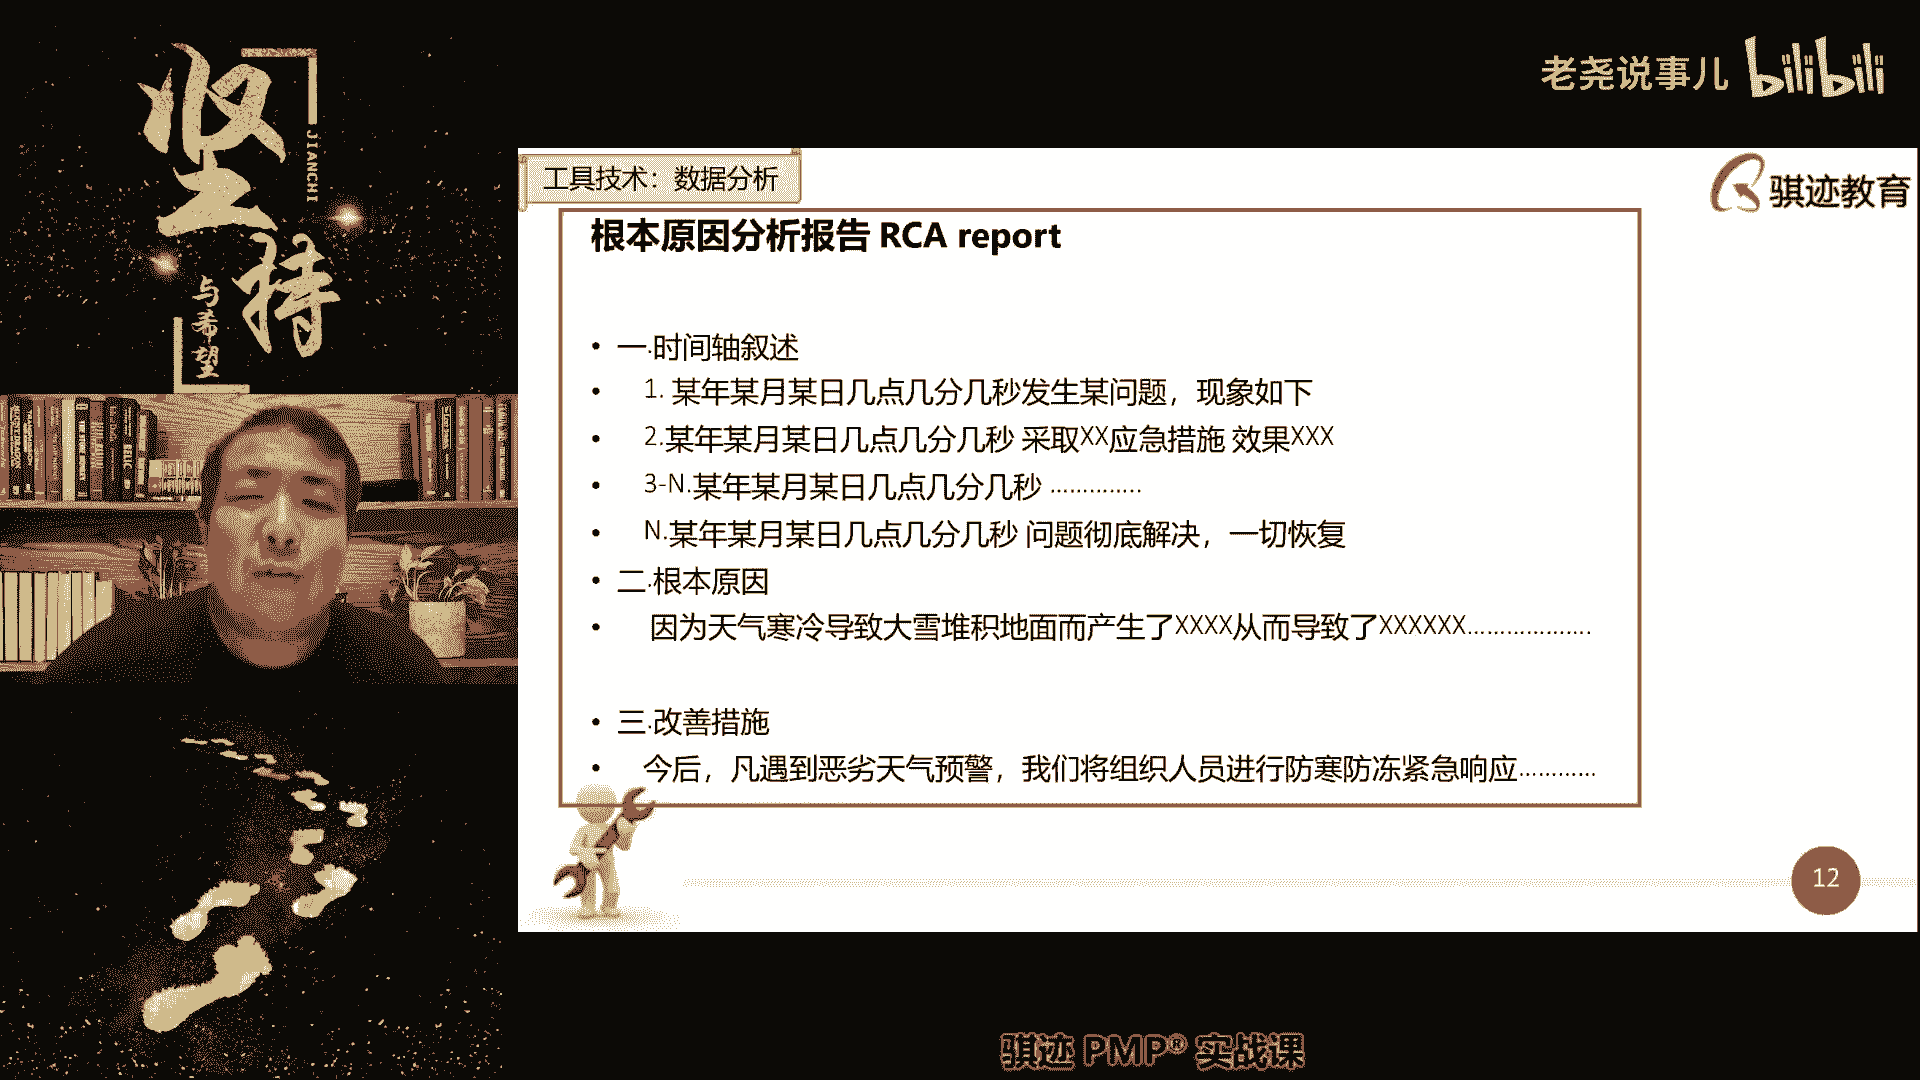 坚持
JIANCHI
与希望
老尧说事儿 bilibili
工具技术：数据分析
骐迹教育
根本原因分析报告 RCA report
• 一.时间轴叙述
• 1. 某年某月某日几点几分几秒发生某问题，现象如下
• 2.某年某月某日几点几分几秒 采取XX应急措施 效果XXX
• 3-N.某年某月某日几点几分几秒 ..............
• N.某年某月某日几点几分几秒 问题彻底解决，一切恢复
• 二.根本原因
• 因为天气寒冷导致大雪堆积地面而产生了XXXX从而导致了XXXXXX...................
• 三.改善措施
• 今后，凡遇到恶劣天气预警，我们将组织人员进行防寒防冻紧急响应............
12
骐迹 PMP® 实战课